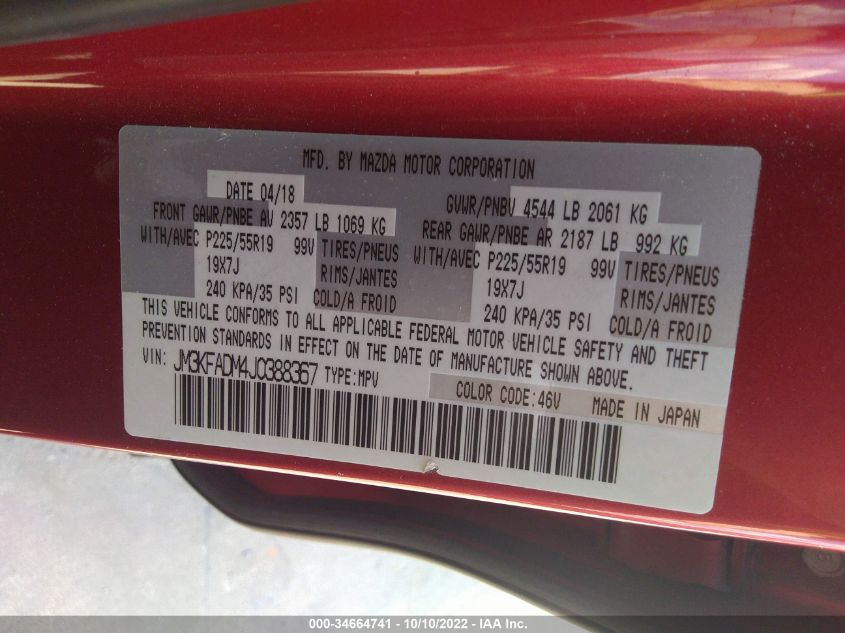 MFD. BY MAZDA MOTOR CORPORATION
DATE 04/18
GVWR/PNBV 4544 LB 2061 KG
FRONT GAWR/PNBE AV 2357 LB 1069 KG
REAR GAWR/PNBE AR 2187 LB 992 KG
WITH/AVEC P225/55R19 99V TIRES/PNEUS
WITH/AVEC P225/55R19 99V TIRES/PNEUS
19X7J RIMS/JANTES
19X7J RIMS/JANTES
240 KPA/35 PSI COLD/A FROID
240 KPA/35 PSI COLD/A FROID
THIS VEHICLE CONFORMS TO ALL APPLICABLE FEDERAL MOTOR VEHICLE SAFETY AND THEFT
PREVENTION STANDARDS IN EFFECT ON THE DATE OF MANUFACTURE SHOWN ABOVE.
VIN: JM3KFADM4J0388367 TYPE:MPV
COLOR CODE:46V MADE IN JAPAN
000-34664741 - 10/10/2022 - IAA Inc.